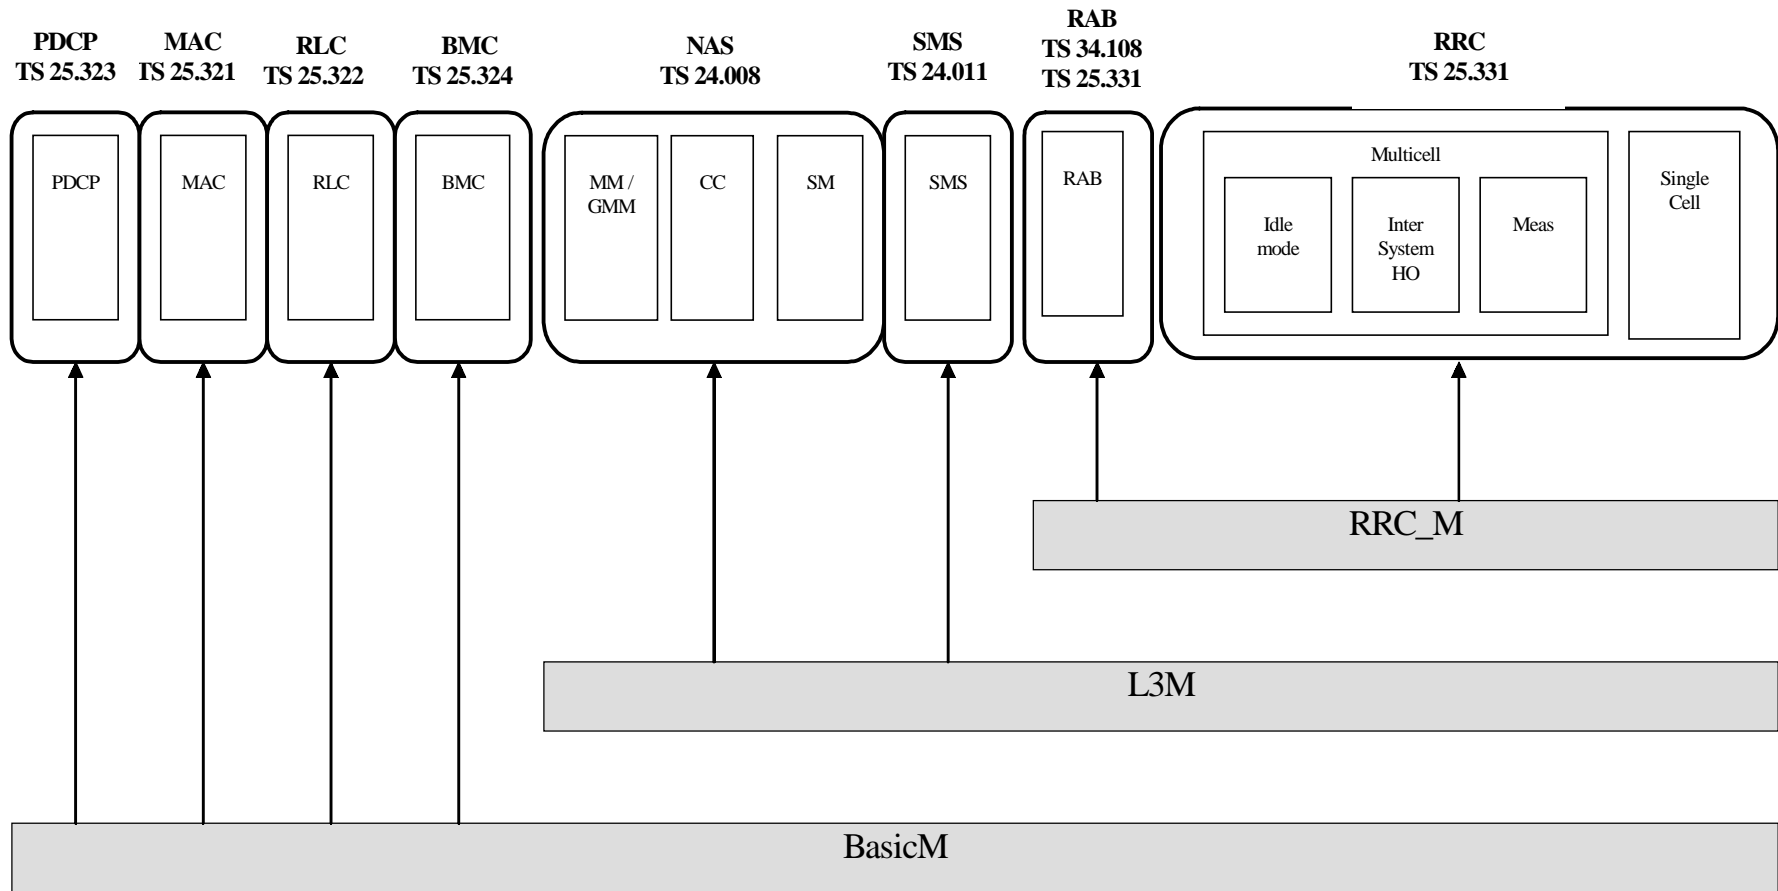 PDCP
TS 25.323
MAC
TS 25.321
RLC
TS 25.322
BMC
TS 25.324
NAS
TS 24.008
SMS
TS 24.011
RAB
TS 34.108
TS 25.331
RRC
TS 25.331
PDCP
MAC
RLC
BMC
MM /
GMM
CC
SM
SMS
RAB
Multicell
Idle
mode
Inter
System
HO
Meas
Single
Cell
RRC_M
L3M
BasicM